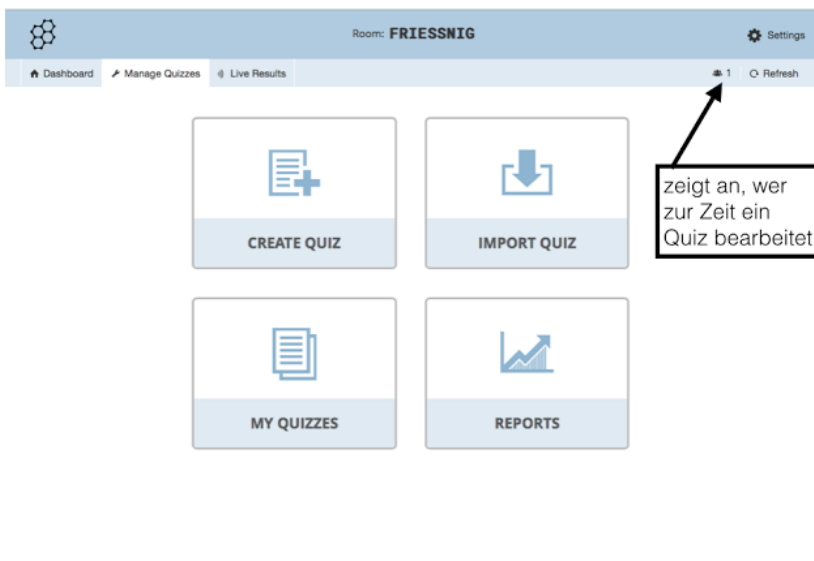 Room: FRIESSNIG
Settings
Dashboard Manage Quizzes Live Results 1 Refresh
zeigt an, wer
zur Zeit ein
Quiz bearbeitet
CREATE QUIZ IMPORT QUIZ
MY QUIZZES REPORTS